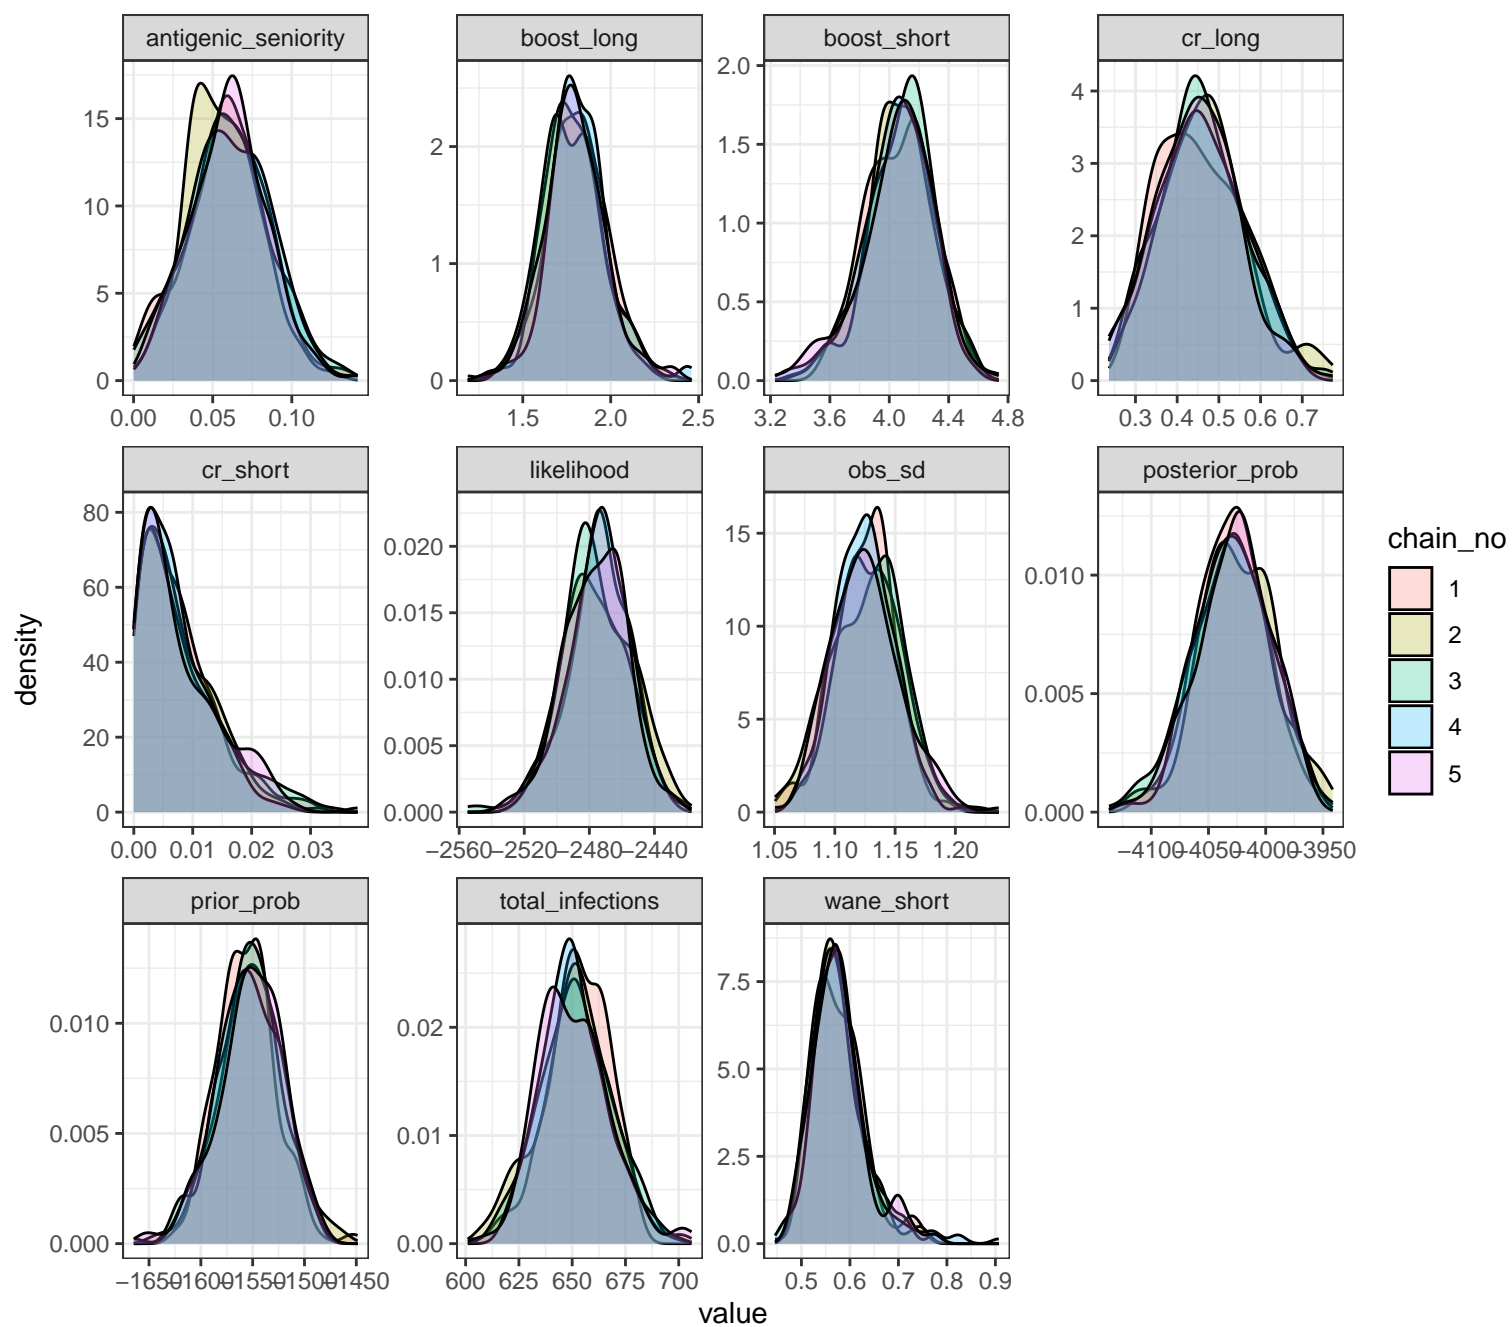 antigenic_seniority
boost_long
boost_short
cr_long
15
10
5
0
0.00 0.05 0.10
2
1
0
1.5 2.0 2.5
2.0
1.5
1.0
0.5
0.0
3.2 3.6 4.0 4.4 4.8
4
3
2
1
0
0.3 0.4 0.5 0.6 0.7
cr_short
likelihood
obs_sd
posterior_prob
80
60
40
20
0
0.00 0.01 0.02 0.03
0.020
0.015
0.010
0.005
0.000
−2560 −2520 −2480 −2440
15
10
5
0
1.05 1.10 1.15 1.20
0.010
0.005
0.000
−4100 −4050 −4000 −3950
prior_prob
total_infections
wane_short
0.010
0.005
0.000
−1650 −1600 −1550 −1500 −1450
0.02
0.01
0.00
600 625 650 675 700
7.5
5.0
2.5
0.0
0.5 0.6 0.7 0.8 0.9
density
value
chain_no
1
2
3
4
5